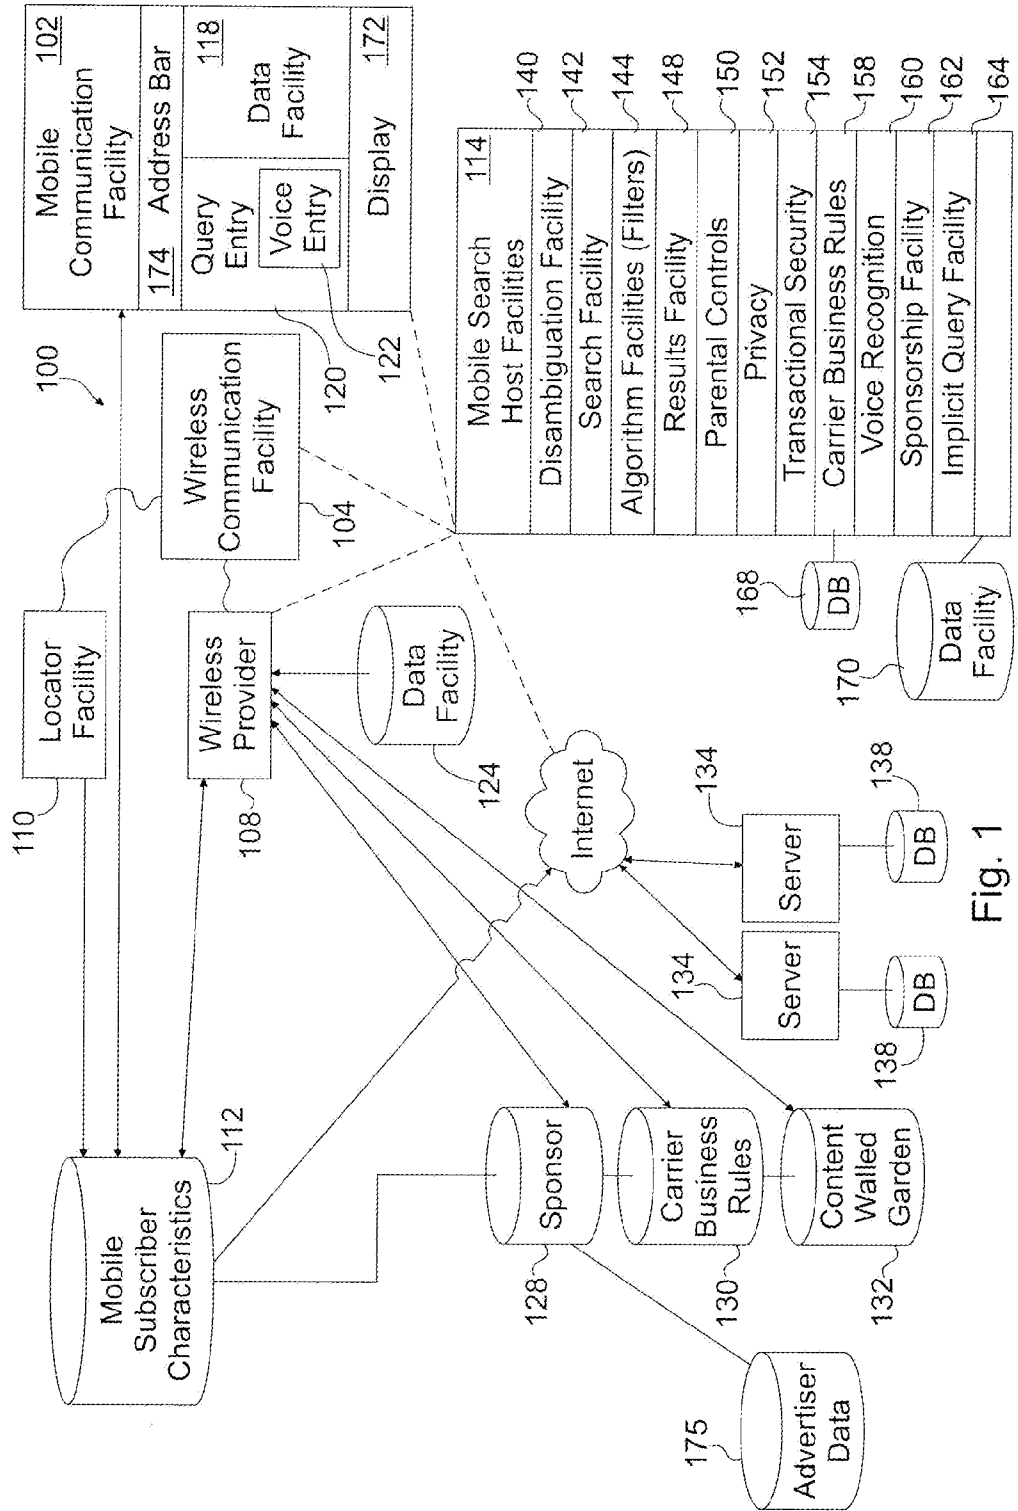 100
Mobile
Communication
Facility
102
174
Address Bar
Query
Entry
Voice
Entry
118
Data
Facility
Display
172
120
122
Locator
Facility
110
Wireless
Communication
Facility
104
Wireless
Provider
108
Data
Facility
124
Mobile
Subscriber
Characteristics
112
Internet
Sponsor
128
Carrier
Business
Rules
130
Content
Walled
Garden
132
Advertiser
Data
175
Server
134
DB
138
Server
134
DB
138
Mobile Search
Host Facilities
114
Disambiguation Facility
140
Search Facility
142
Algorithm Facilities (Filters)
144
Results Facility
148
Parental Controls
150
Privacy
152
Transactional Security
154
Carrier Business Rules
158
Voice Recognition
160
Sponsorship Facility
162
Implicit Query Facility
164
DB
168
Data
Facility
170
Fig. 1